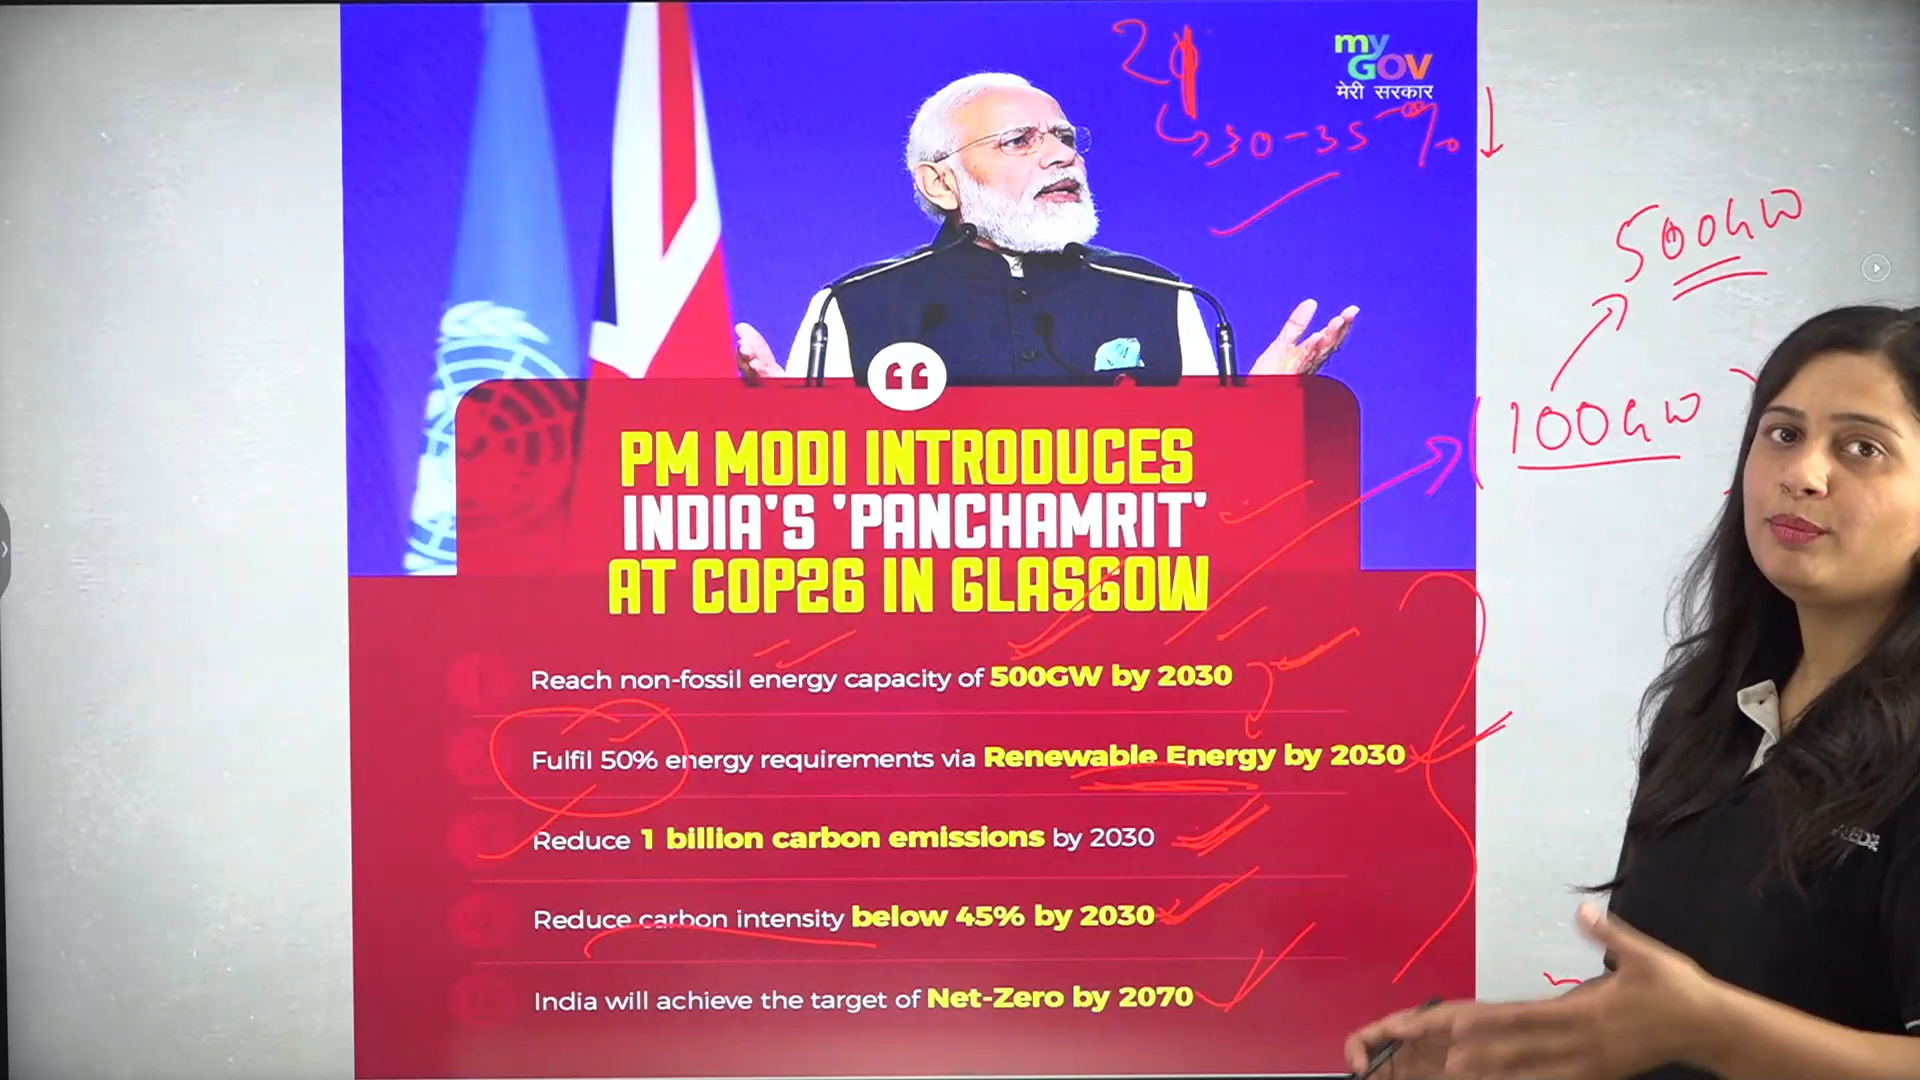 my
GOV
मेरी सरकार
30-35%
500GW
100GW
PM MODI INTRODUCES
INDIA'S 'PANCHAMRIT'
AT COP26 IN GLASGOW
Reach non-fossil energy capacity of 500GW by 2030
Fulfil 50% energy requirements via Renewable Energy by 2030
Reduce 1 billion carbon emissions by 2030
Reduce carbon intensity below 45% by 2030
India will achieve the target of Net-Zero by 2070